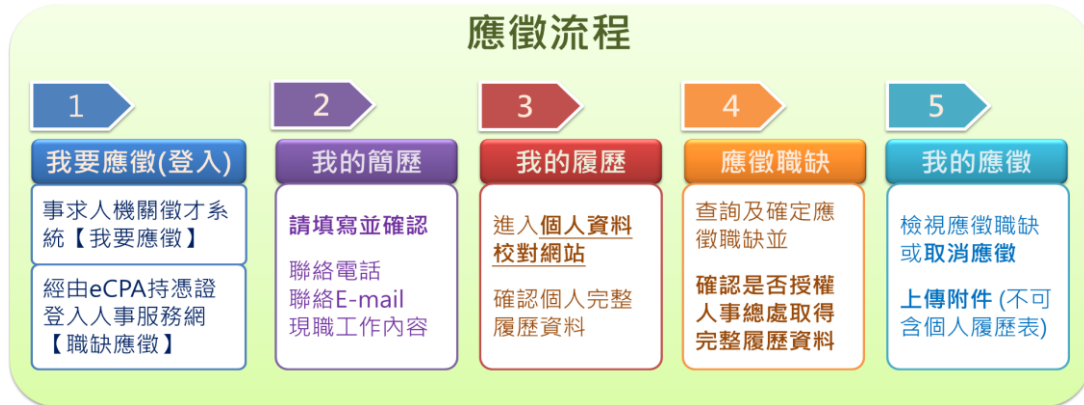 應徵流程
1
我要應徵(登入)
事求人機關徵才系
統【我要應徵】
經由eCPA持憑證
登入人事服務網
【職缺應徵】
2
我的簡歷
請填寫並確認
聯絡電話
聯絡E-mail
現職工作內容
3
我的履歷
進入個人資料
校對網站
確認個人完整
履歷資料
4
應徵職缺
查詢及確定應
徵職缺並
確認是否授權
人事總處取得
完整履歷資料
5
我的應徵
檢視應徵職缺
或取消應徵
上傳附件 (不可
含個人履歷表)